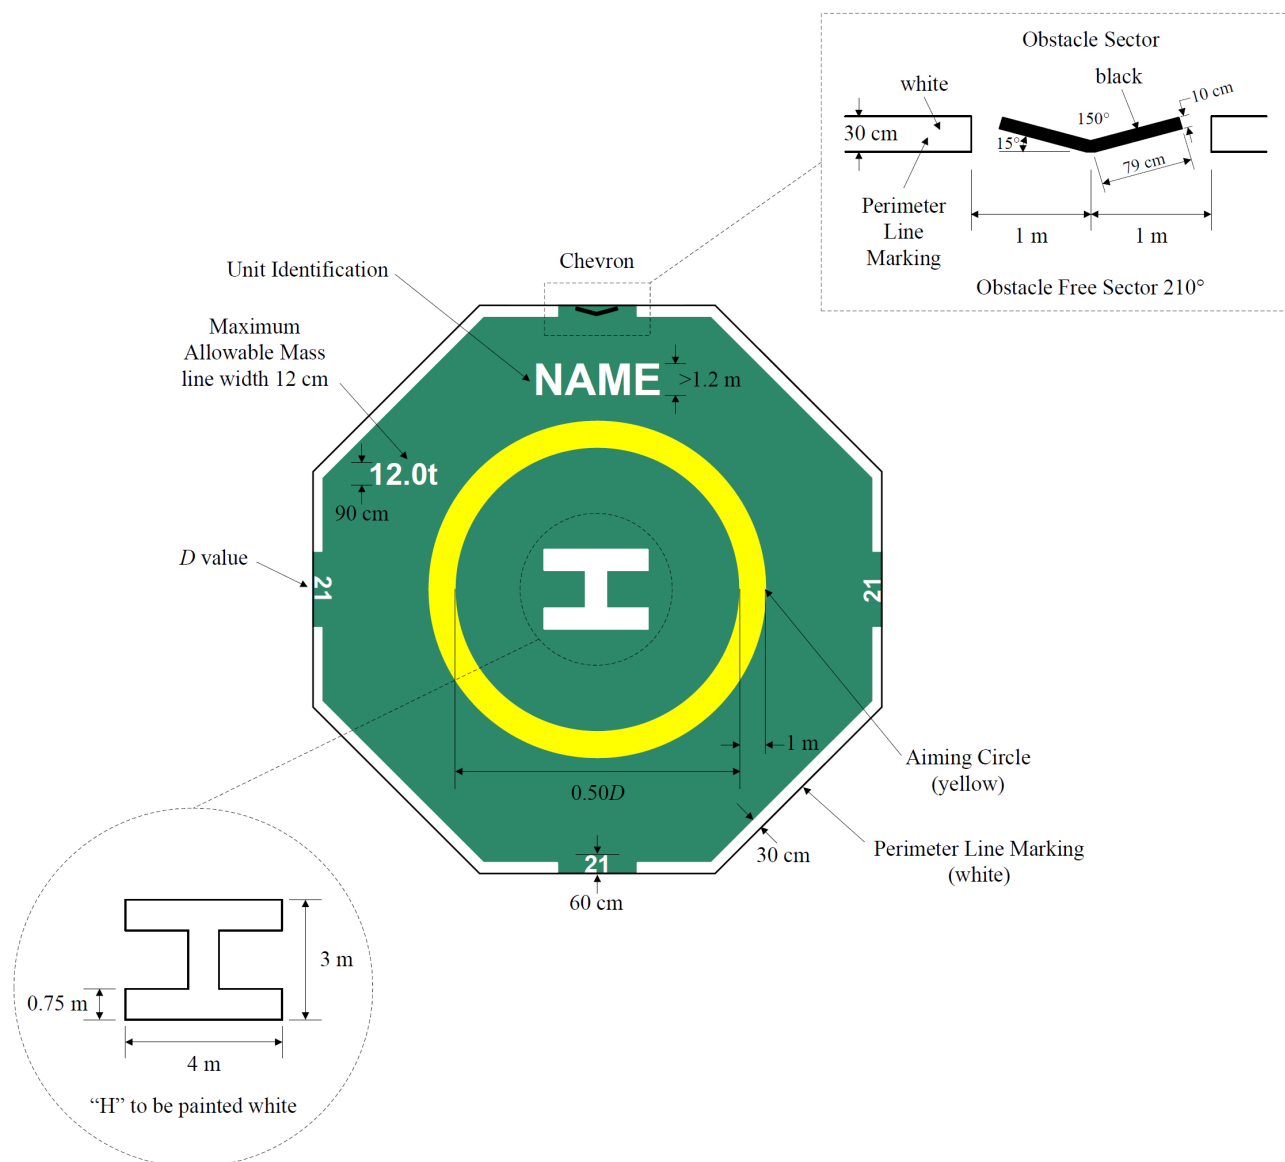 Obstacle Sector
white
black
10 cm
30 cm
150°
15°
79 cm
Perimeter
Line
Marking
1 m
1 m
Obstacle Free Sector 210°
Chevron
Unit Identification
Maximum
Allowable Mass
line width 12 cm
NAME
>1.2 m
12.0t
90 cm
D value
21
21
H
1 m
Aiming Circle
(yellow)
0.50D
30 cm
Perimeter Line Marking
(white)
21
60 cm
3 m
0.75 m
4 m
“H” to be painted white